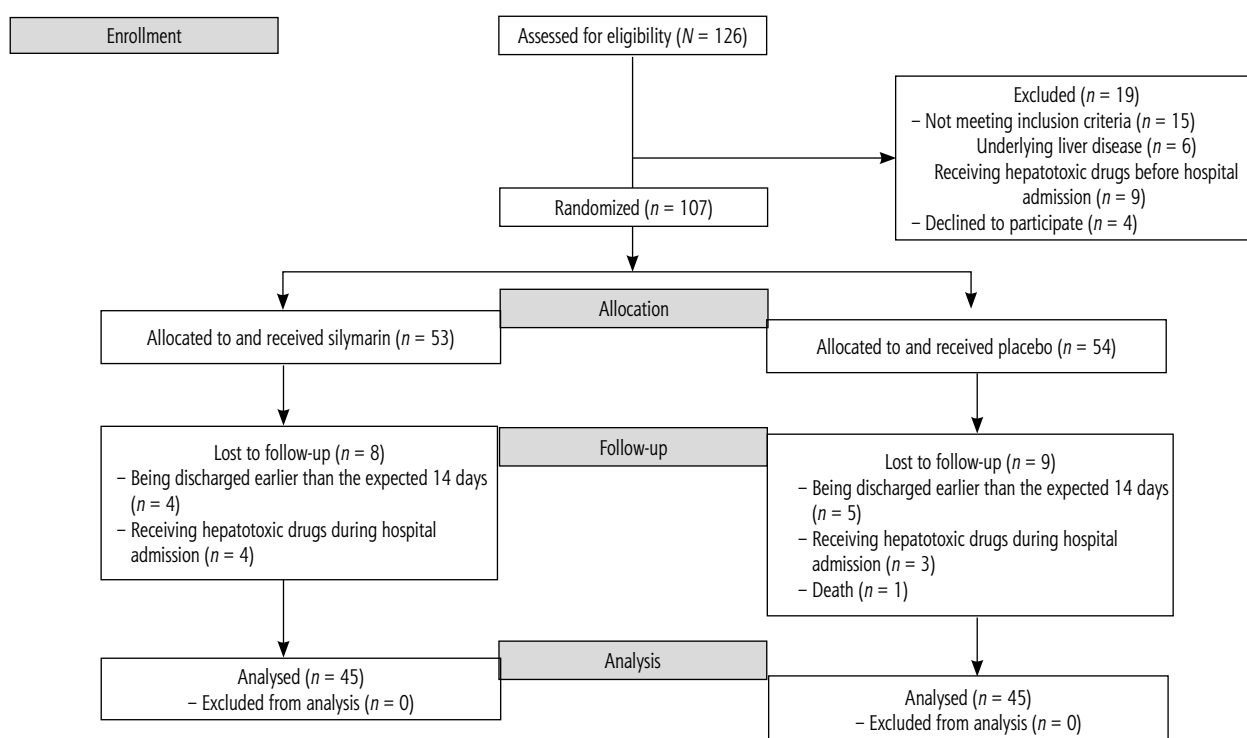 Enrollment
Assessed for eligibility (N = 126)
Excluded (n = 19)
– Not meeting inclusion criteria (n = 15)
Underlying liver disease (n = 6)
Receiving hepatotoxic drugs before hospital
admission (n = 9)
– Declined to participate (n = 4)
Randomized (n = 107)
Allocation
Allocated to and received silymarin (n = 53)
Allocated to and received placebo (n = 54)
Follow-up
Lost to follow-up (n = 8)
– Being discharged earlier than the expected 14 days
(n = 4)
– Receiving hepatotoxic drugs during hospital
admission (n = 4)
Lost to follow-up (n = 9)
– Being discharged earlier than the expected 14 days
(n = 5)
– Receiving hepatotoxic drugs during hospital
admission (n = 3)
– Death (n = 1)
Analysis
Analysed (n = 45)
– Excluded from analysis (n = 0)
Analysed (n = 45)
– Excluded from analysis (n = 0)